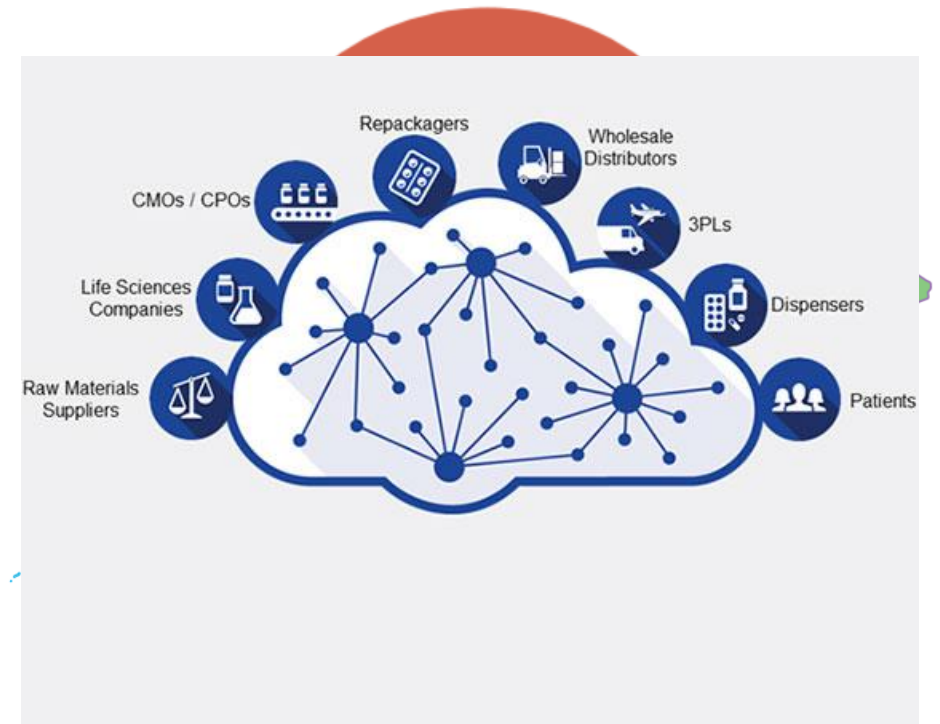 Repackagers
Wholesale
Distributors
CMOs / CPOs
3PLs
Life Sciences
Companies
Dispensers
Raw Materials
Suppliers
Patients